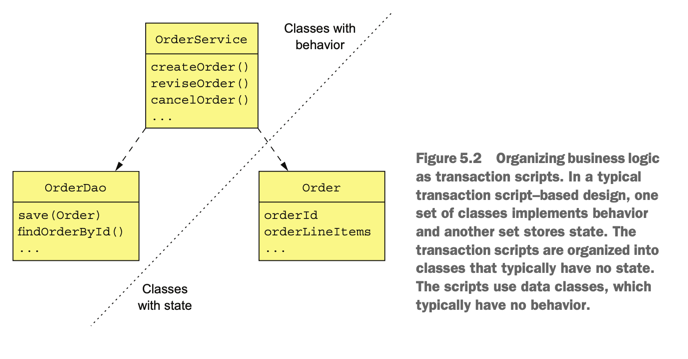 Classes with
behavior
OrderService
createOrder()
reviseOrder()
cancelOrder()
...
OrderDao
save(Order)
findOrderById()
...
Order
orderId
orderLineItems
...
Classes
with state
Figure 5.2 Organizing business logic
as transaction scripts. In a typical
transaction script–based design, one
set of classes implements behavior
and another set stores state. The
transaction scripts are organized into
classes that typically have no state.
The scripts use data classes, which
typically have no behavior.